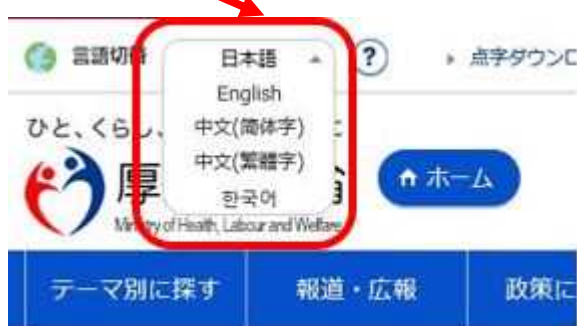 言語切替
日本語
?
点字ダウンロ
English
中文(简体字)
中文(繁體字)
한국어
ひと、くらし、
に
厚
Ministry of Health, Labour and Welfare
ホーム
テーマ別に探す
報道・広報
政策に